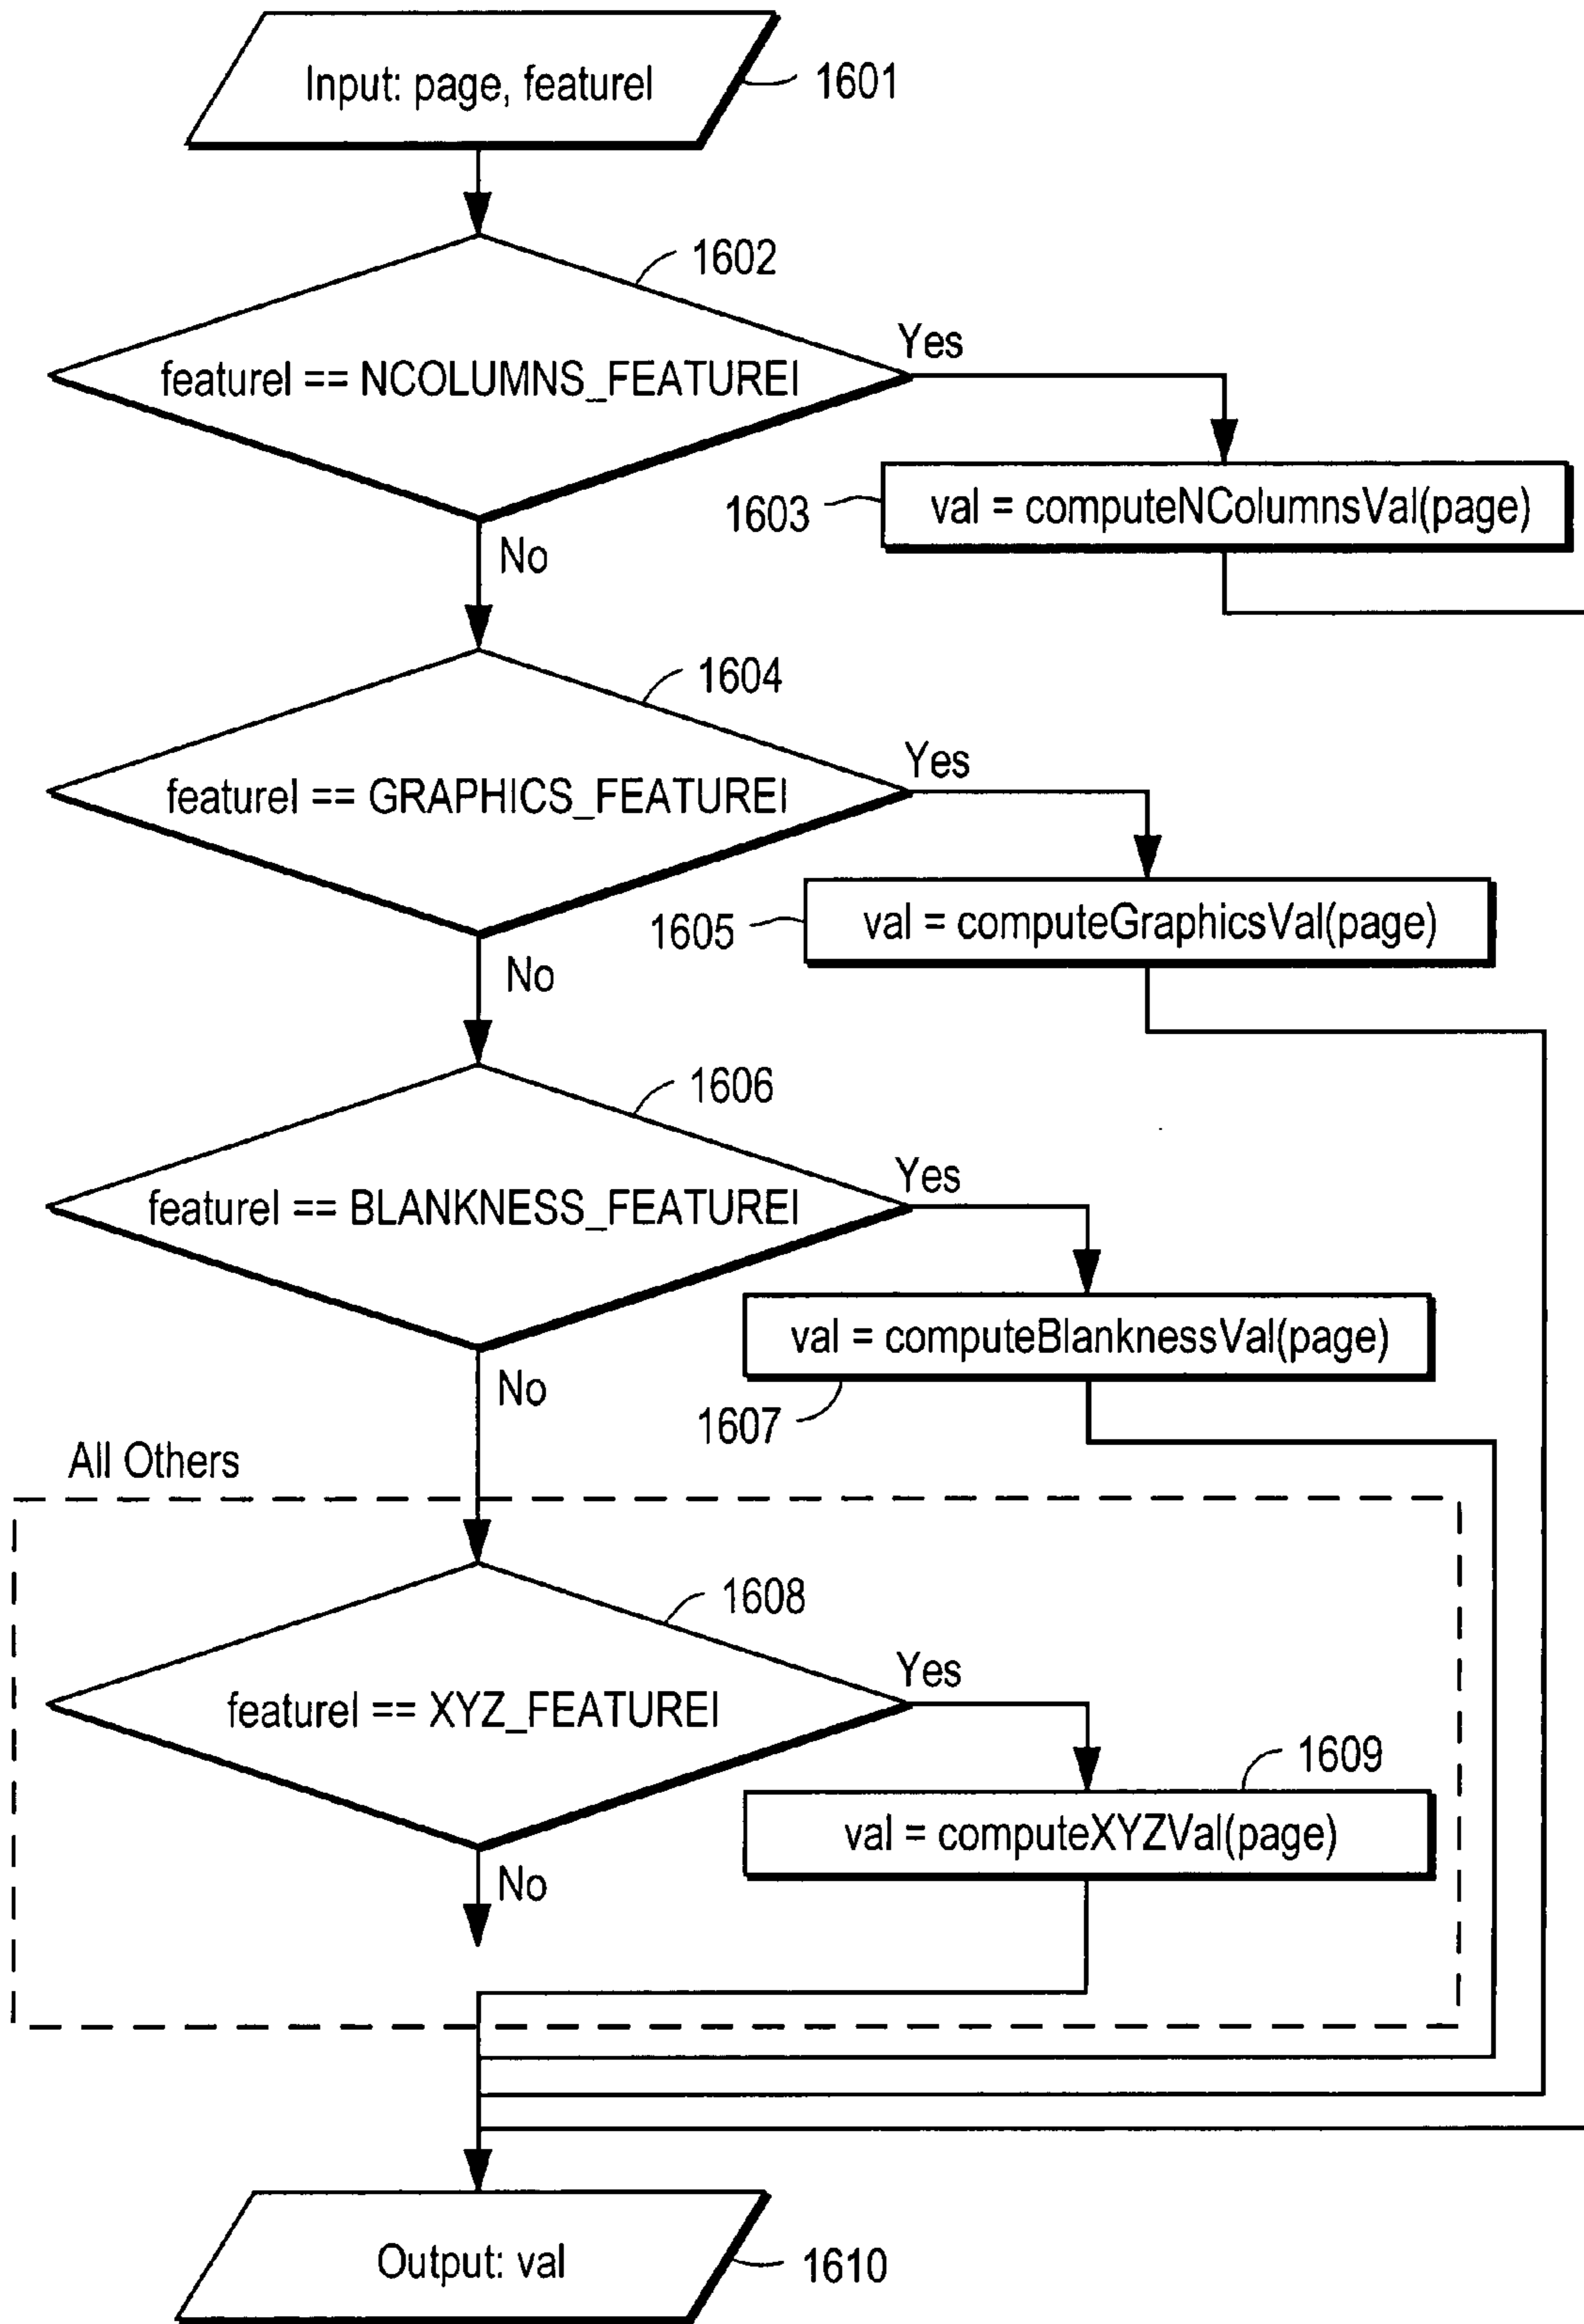 Input: page, featureI
1601
1602
featureI == NCOLUMNS_FEATUREI
Yes
1603
val = computeNColumnsVal(page)
No
1604
featureI == GRAPHICS_FEATUREI
Yes
1605
val = computeGraphicsVal(page)
No
1606
featureI == BLANKNESS_FEATUREI
Yes
val = computeBlanknessVal(page)
1607
No
All Others
1608
featureI == XYZ_FEATUREI
Yes
1609
val = computeXYZVal(page)
No
Output: val
1610